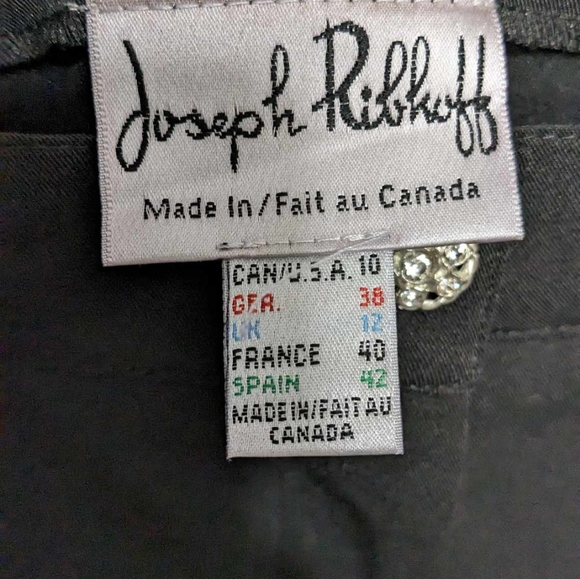 Joseph Ribkoff
Made In/Fait au Canada
CAN/U.S.A. 10
GER. 38
UK 12
FRANCE 40
SPAIN 42
MADE IN/FAIT AU
CANADA